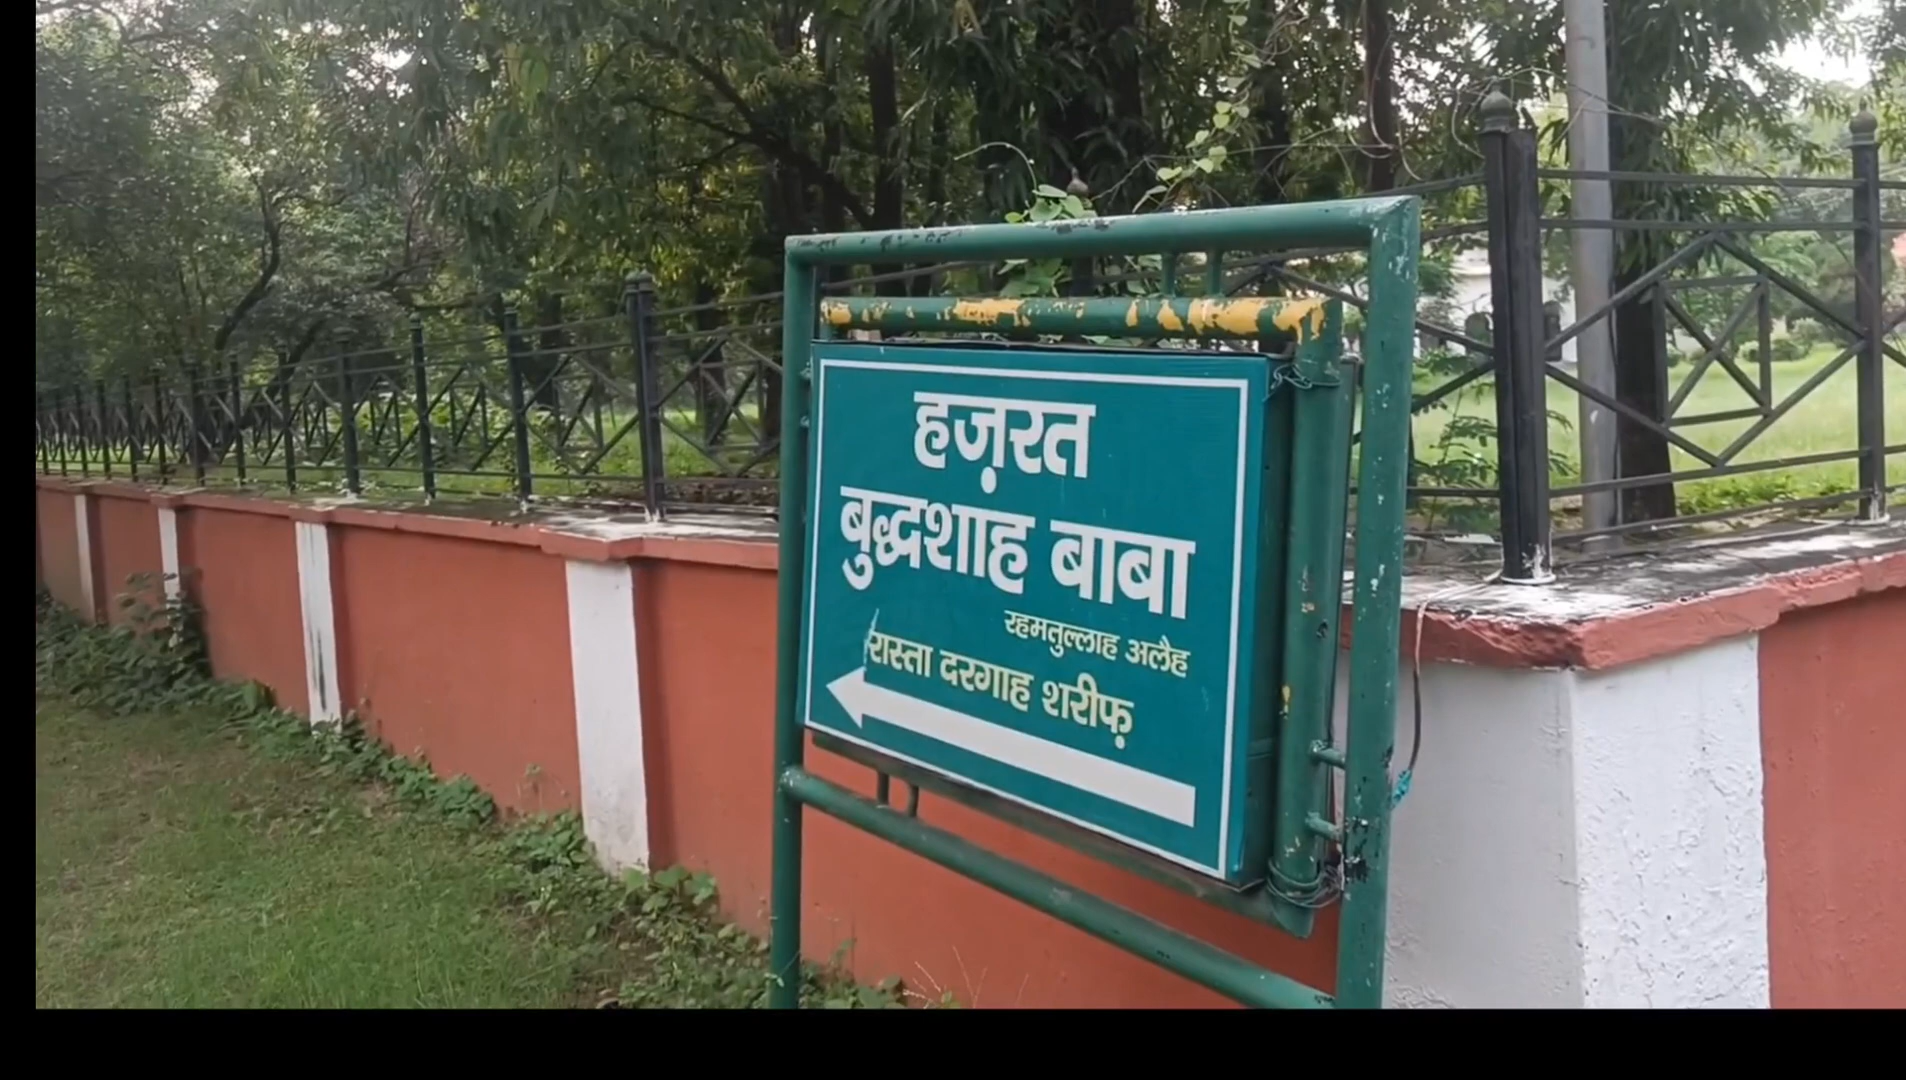 हज़रत
बुद्धशाह बाबा
रहमतुल्लाह अलैह
रास्ता दरगाह शरीफ़